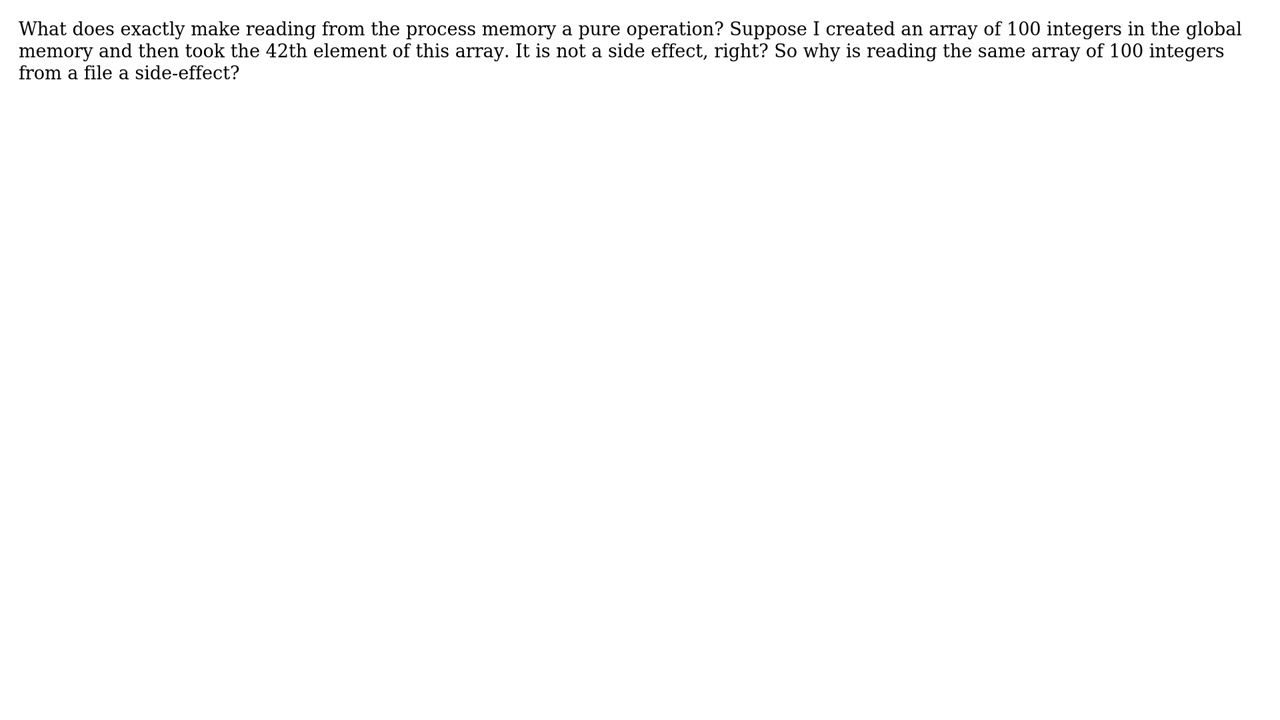 What does exactly make reading from the process memory a pure operation? Suppose I created an array of 100 integers in the global
memory and then took the 42th element of this array. It is not a side effect, right? So why is reading the same array of 100 integers
from a file a side-effect?